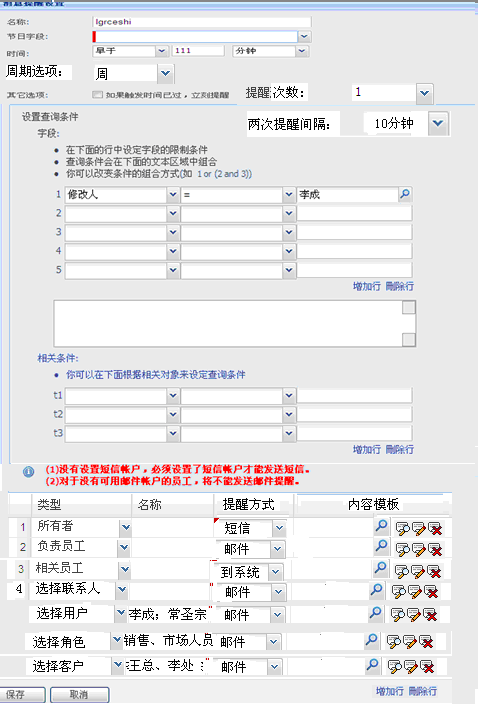 名称: lgrceshi
节日字段:
时间: 早于 111 分钟
周期选项: 周
其它选项: 如果触发时间已过，立刻提醒 提醒次数: 1
两次提醒间隔: 10分钟
设置查询条件
字段:
• 在下面的行中设定字段的限制条件
• 查询条件会在下面的文本区域中组合
• 你可以改变条件的组合方式(如 1 or (2 and 3))
1 修改人 = 李成
2
3
4
5
增加行 删除行
相关条件:
• 你可以在下面根据相关对象来设定查询条件
t1
t2
t3
增加行 删除行
(1)没有设置短信帐户，必须设置了短信帐户才能发送短信。
(2)对于没有可用邮件帐户的员工，将不能发送邮件提醒。
类型 名称 提醒方式 内容模板
1 所有者 短信
2 负责员工 邮件
3 相关员工 到系统
4 选择联系人 邮件
选择用户 李成；常圣宗 邮件
选择角色 销售、市场人员 邮件
选择客户 王总、李处； 邮件
增加行 删除行
保存 取消